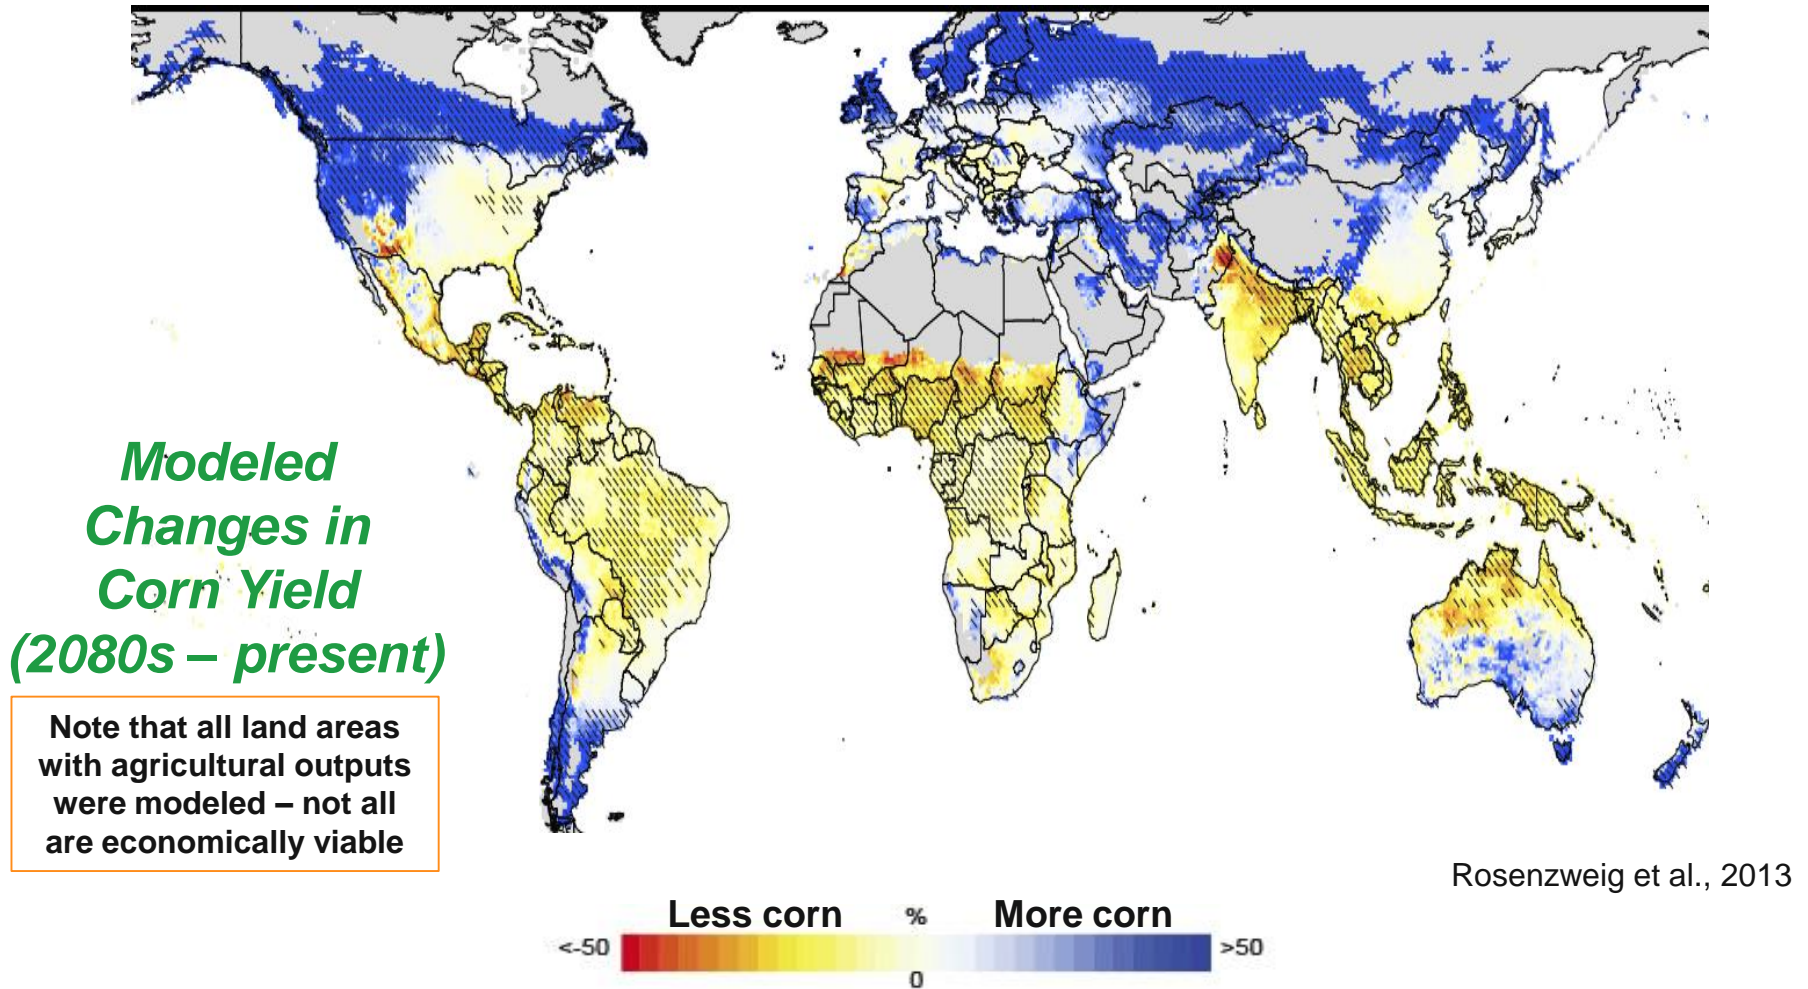 Modeled
Changes in
Corn Yield
(2080s – present)
Note that all land areas
with agricultural outputs
were modeled – not all
are economically viable
Rosenzweig et al., 2013
Less corn % More corn
<-50 >50
0